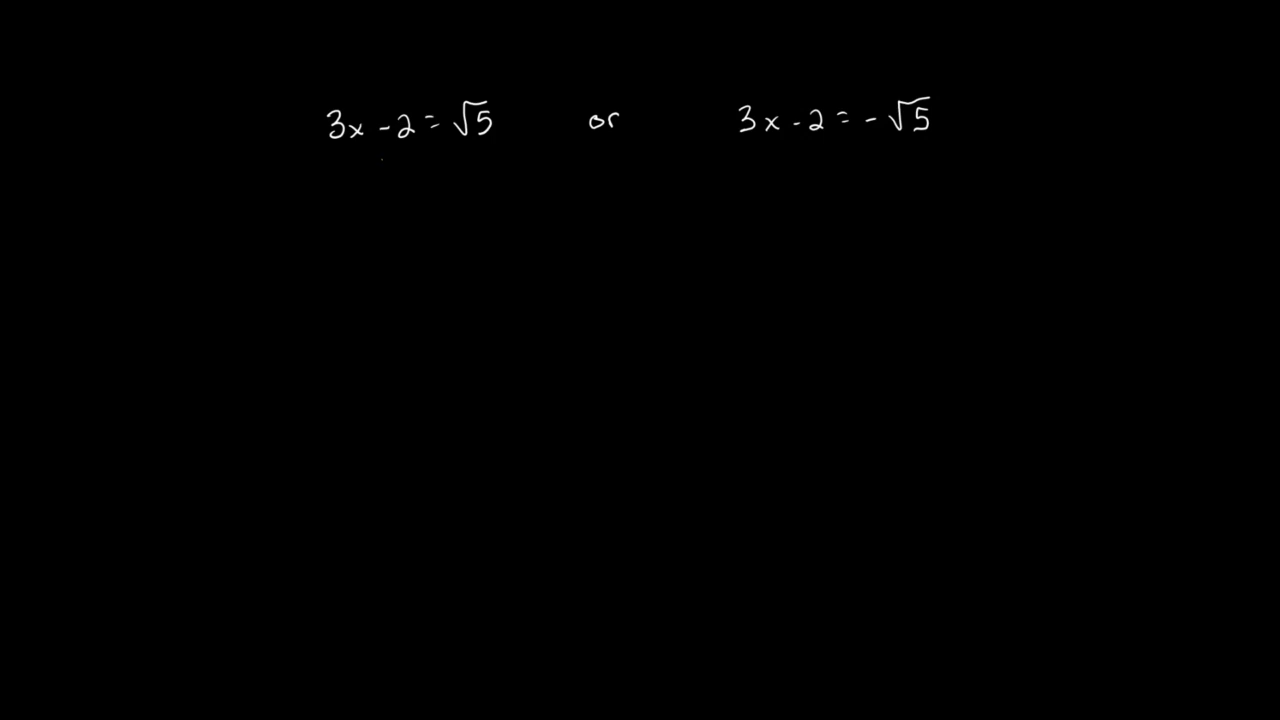 3x - 2 = √5 or 3x - 2 = - √5